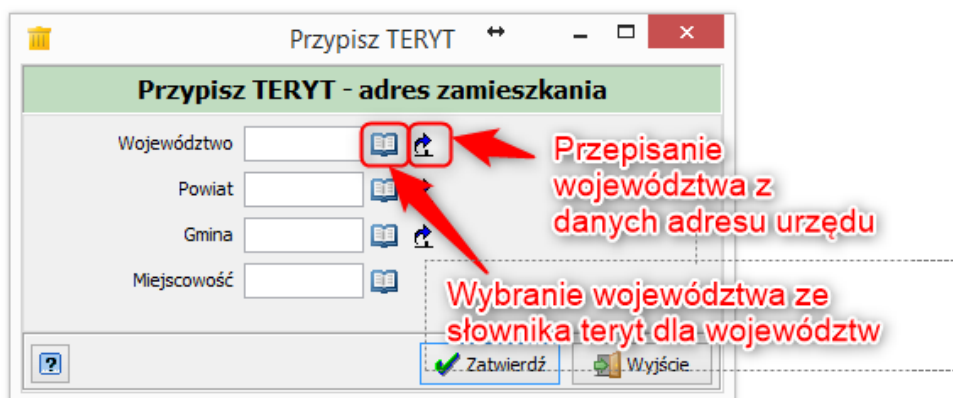 Przypisz TERYT
Przypisz TERYT - adres zamieszkania
Województwo
Przepisanie
województwa z
danych adresu urzędu
Powiat
Gmina
Miejscowość
Wybranie województwa ze
słownika teryt dla województw
Zatwierdź
Wyjście